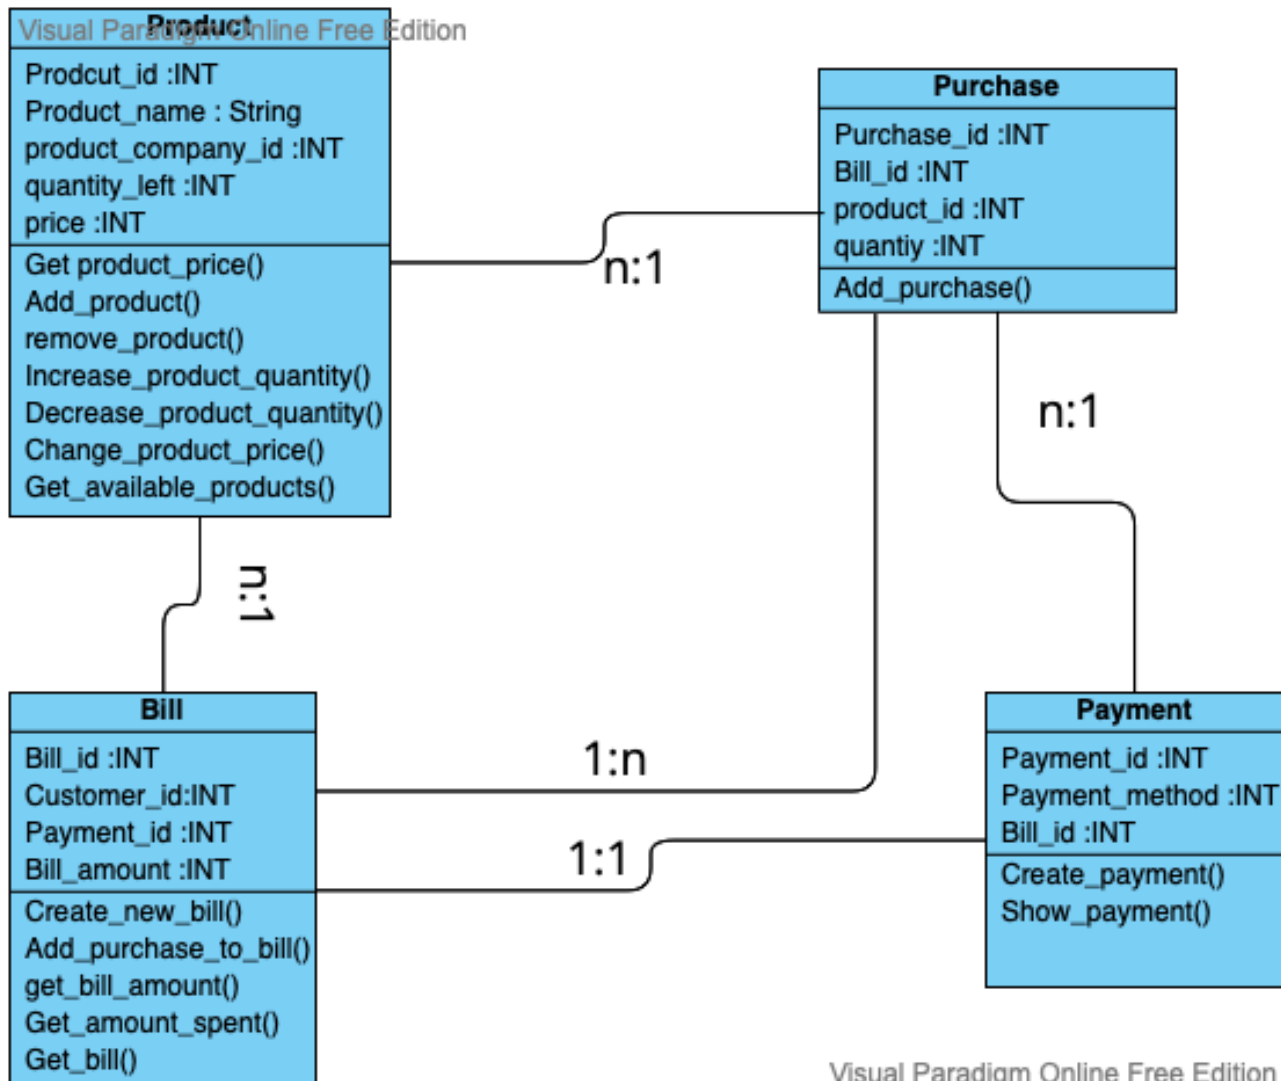 Visual Paradigm Online Free Edition
Product
Prodcut_id :INT
Product_name : String
product_company_id :INT
quantity_left :INT
price :INT
Get product_price()
Add_product()
remove_product()
Increase_product_quantity()
Decrease_product_quantity()
Change_product_price()
Get_available_products()
Purchase
Purchase_id :INT
Bill_id :INT
product_id :INT
quantiy :INT
Add_purchase()
n:1
n:1
n:1
Bill
Bill_id :INT
Customer_id:INT
Payment_id :INT
Bill_amount :INT
Create_new_bill()
Add_purchase_to_bill()
get_bill_amount()
Get_amount_spent()
Get_bill()
1:n
1:1
Payment
Payment_id :INT
Payment_method :INT
Bill_id :INT
Create_payment()
Show_payment()
Visual Paradigm Online Free Edition